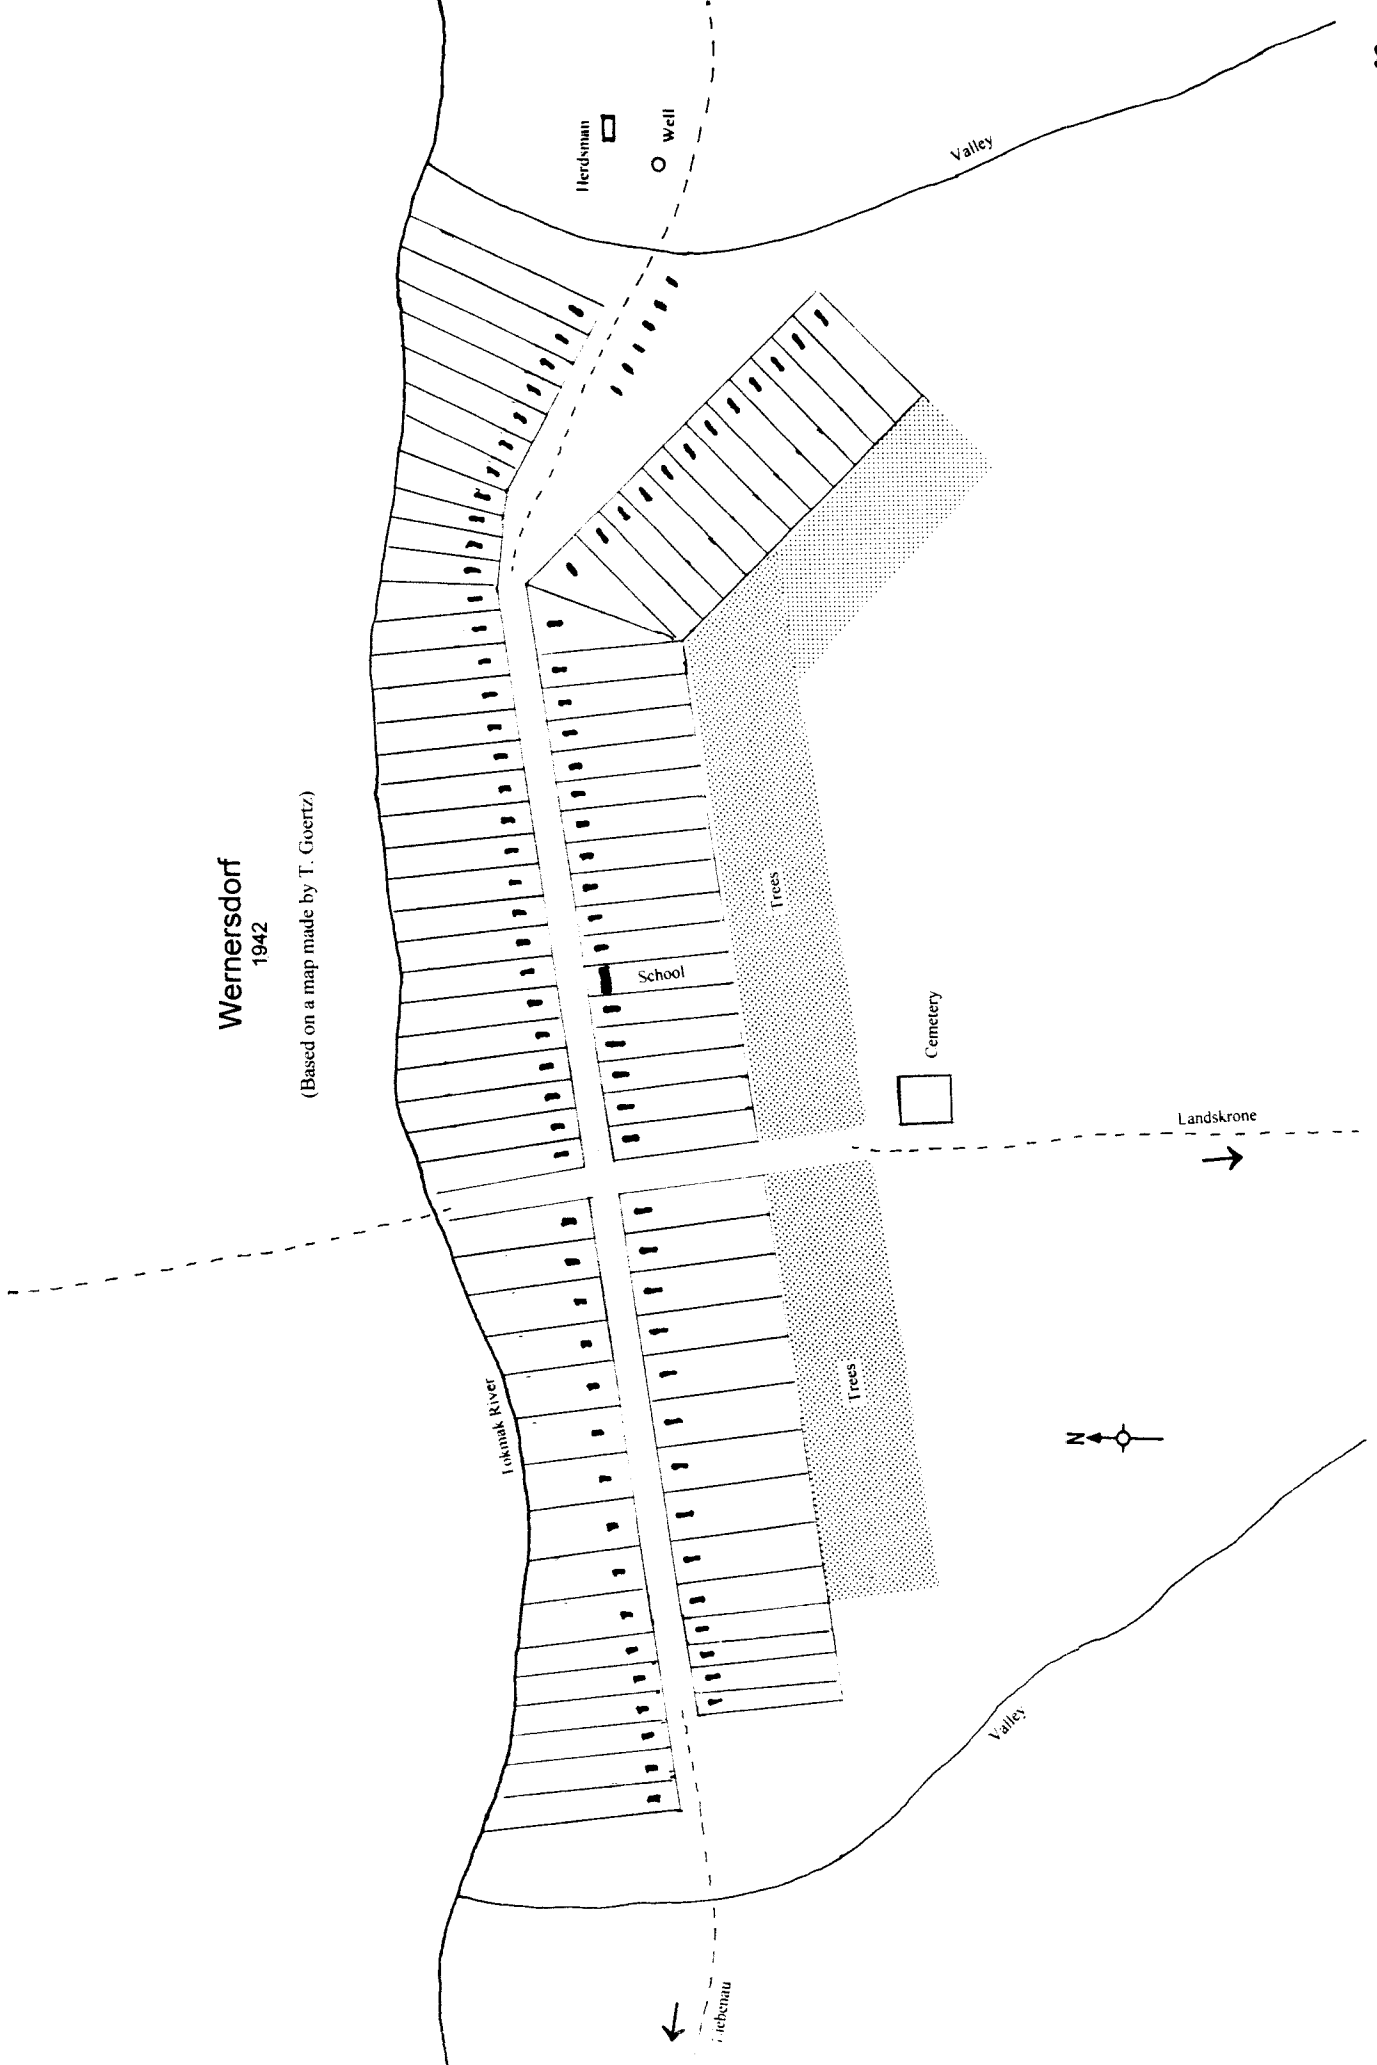 Wernersdorf
1942
(Based on a map made by T. Goertz)
Herdsman
Well
Valley
Tokmak River
School
Trees
Trees
Cemetery
Landskrone
N
Valley